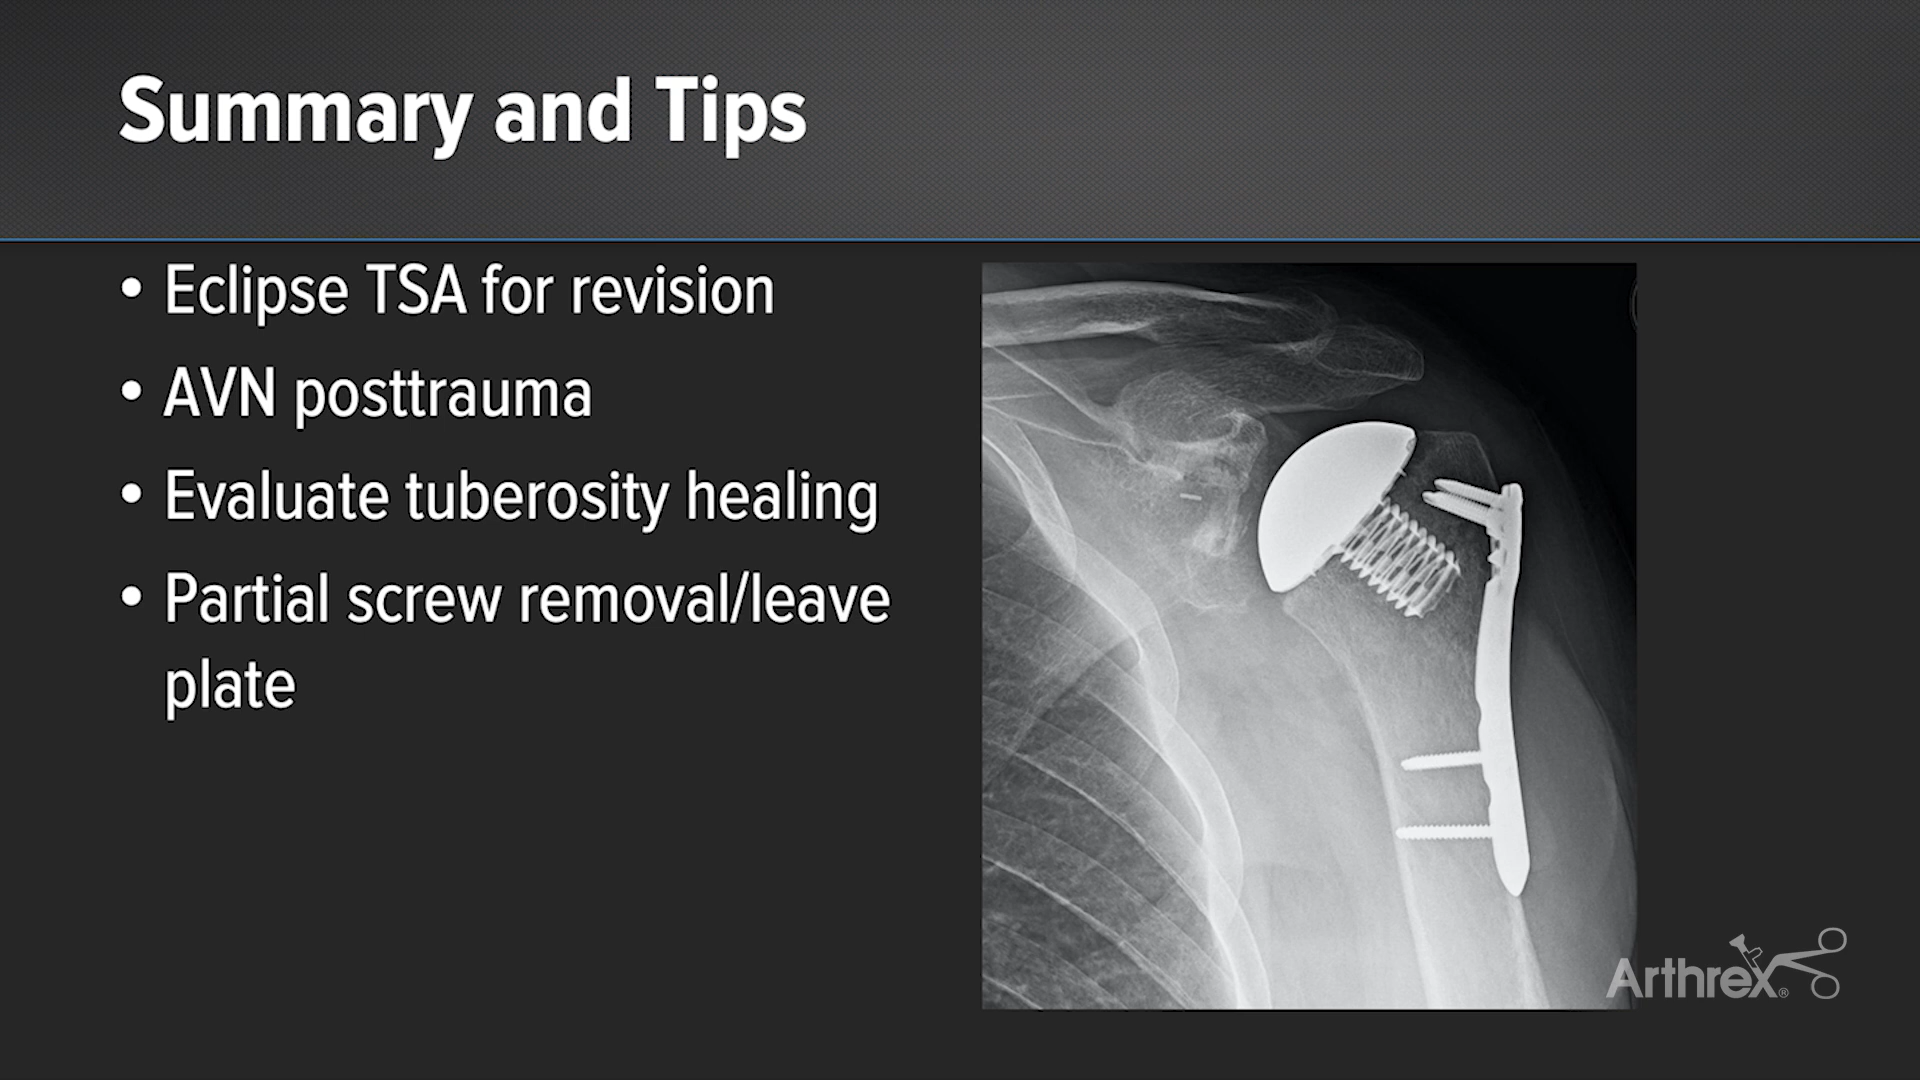 Summary and Tips
• Eclipse TSA for revision
• AVN posttrauma
• Evaluate tuberosity healing
• Partial screw removal/leave
plate
Arthrex®